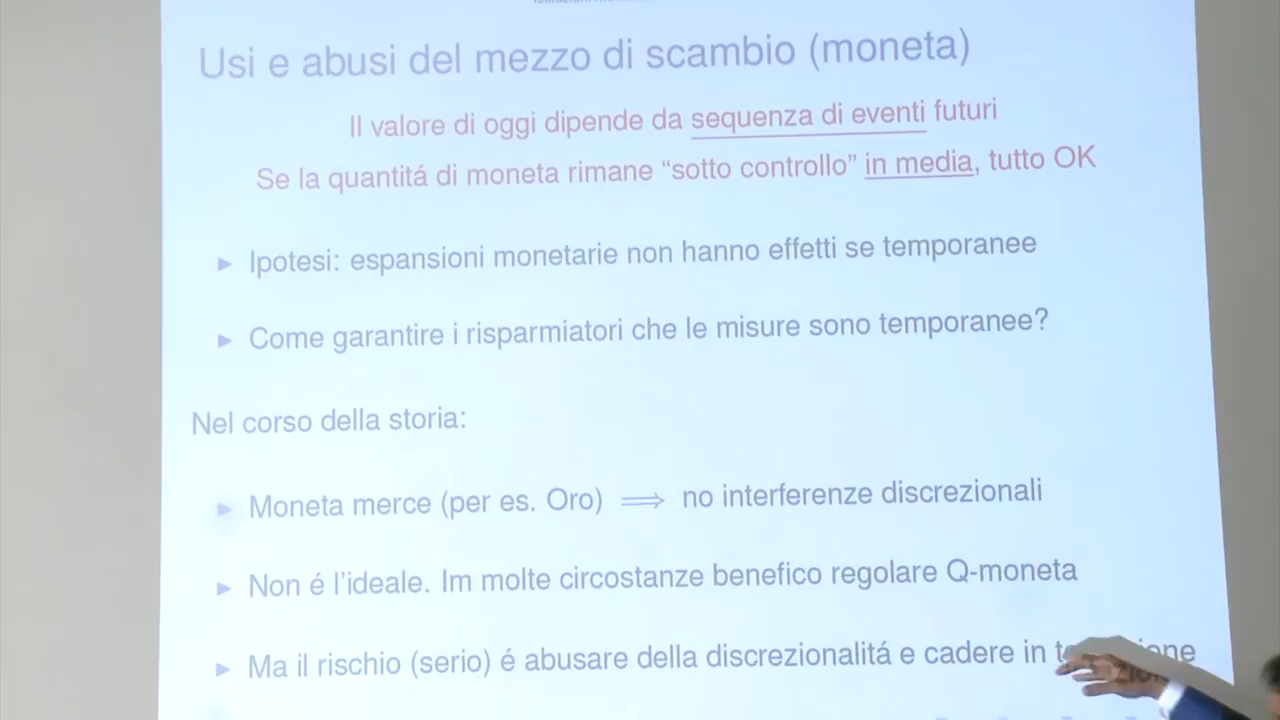 Usi e abusi del mezzo di scambio (moneta)
Il valore di oggi dipende da sequenza di eventi futuri
Se la quantitá di moneta rimane “sotto controllo” in media, tutto OK
► Ipotesi: espansioni monetarie non hanno effetti se temporanee
► Come garantire i risparmiatori che le misure sono temporanee?
Nel corso della storia:
► Moneta merce (per es. Oro) ⟹ no interferenze discrezionali
► Non é l'ideale. Im molte circostanze benefico regolare Q-moneta
► Ma il rischio (serio) é abusare della discrezionalitá e cadere in